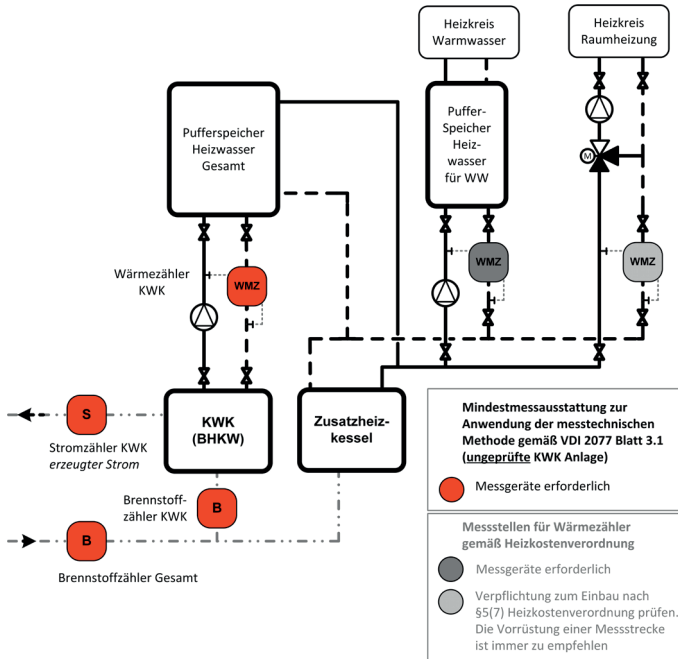 Heizkreis
Warmwasser
Heizkreis
Raumheizung
Pufferspeicher
Heizwasser
Gesamt
Puffer-
Speicher
Heiz-
wasser
für WW
M
Wärmezähler
KWK
WMZ
WMZ
WMZ
S
KWK
(BHKW)
Zusatzheiz-
kessel
Stromzähler KWK
erzeugter Strom
Brennstoff-
zähler KWK
B
B
Brennstoffzähler Gesamt
Mindestmessausstattung zur
Anwendung der messtechnischen
Methode gemäß VDI 2077 Blatt 3.1
(ungeprüfte KWK Anlage)
Messgeräte erforderlich
Messstellen für Wärmezähler
gemäß Heizkostenverordnung
Messgeräte erforderlich
Verpflichtung zum Einbau nach
§5(7) Heizkostenverordnung prüfen.
Die Vorrüstung einer Messstrecke
ist immer zu empfehlen